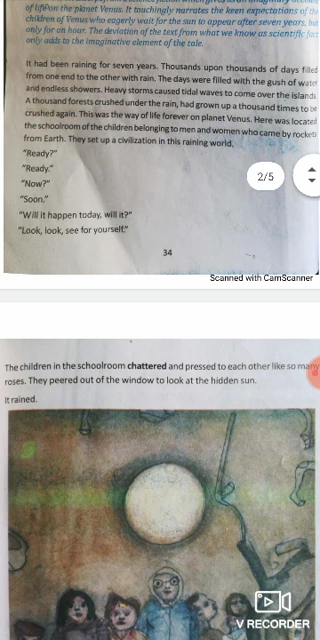 of life on the planet Venus. It touchingly narrates the keen expectations of the
children of Venus who eagerly wait for the sun to appear after seven years, but
only for an hour. The deviation of the text from what we know as scientific fact
only adds to the imaginative element of the tale.
It had been raining for seven years. Thousands upon thousands of days filled
from one end to the other with rain. The days were filled with the gush of water
and endless showers. Heavy storms caused tidal waves to come over the islands.
A thousand forests crushed under the rain, had grown up a thousand times to be
crushed again. This was the way of life forever on planet Venus. Here was located
the schoolroom of the children belonging to men and women who came by rockets
from Earth. They set up a civilization in this raining world.
"Ready?"
2/5
"Ready."
"Now?"
"Soon."
"Will it happen today, will it?"
"Look, look, see for yourself."
34
Scanned with CamScanner
The children in the schoolroom chattered and pressed to each other like so many
roses. They peered out of the window to look at the hidden sun.
It rained.
V RECORDER